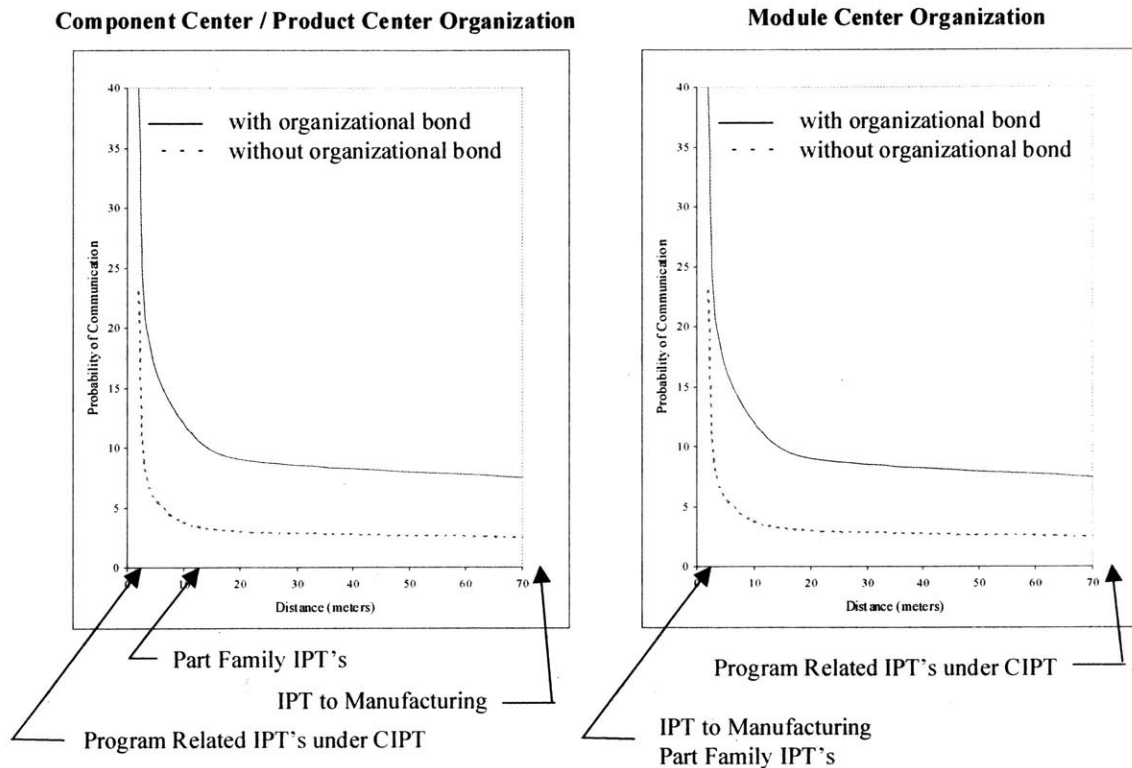 Component Center / Product Center Organization
40
35
30
25
20
15
10
5
0
Probability of Communication
with organizational bond
without organizational bond
0 10 20 30 40 50 60 70
Distance (meters)
Part Family IPT's
IPT to Manufacturing
Program Related IPT's under CIPT
Module Center Organization
40
35
30
25
20
15
10
5
0
Probability of Communication
with organizational bond
without organizational bond
0 10 20 30 40 50 60 70
Distance (meters)
Program Related IPT's under CIPT
IPT to Manufacturing
Part Family IPT's